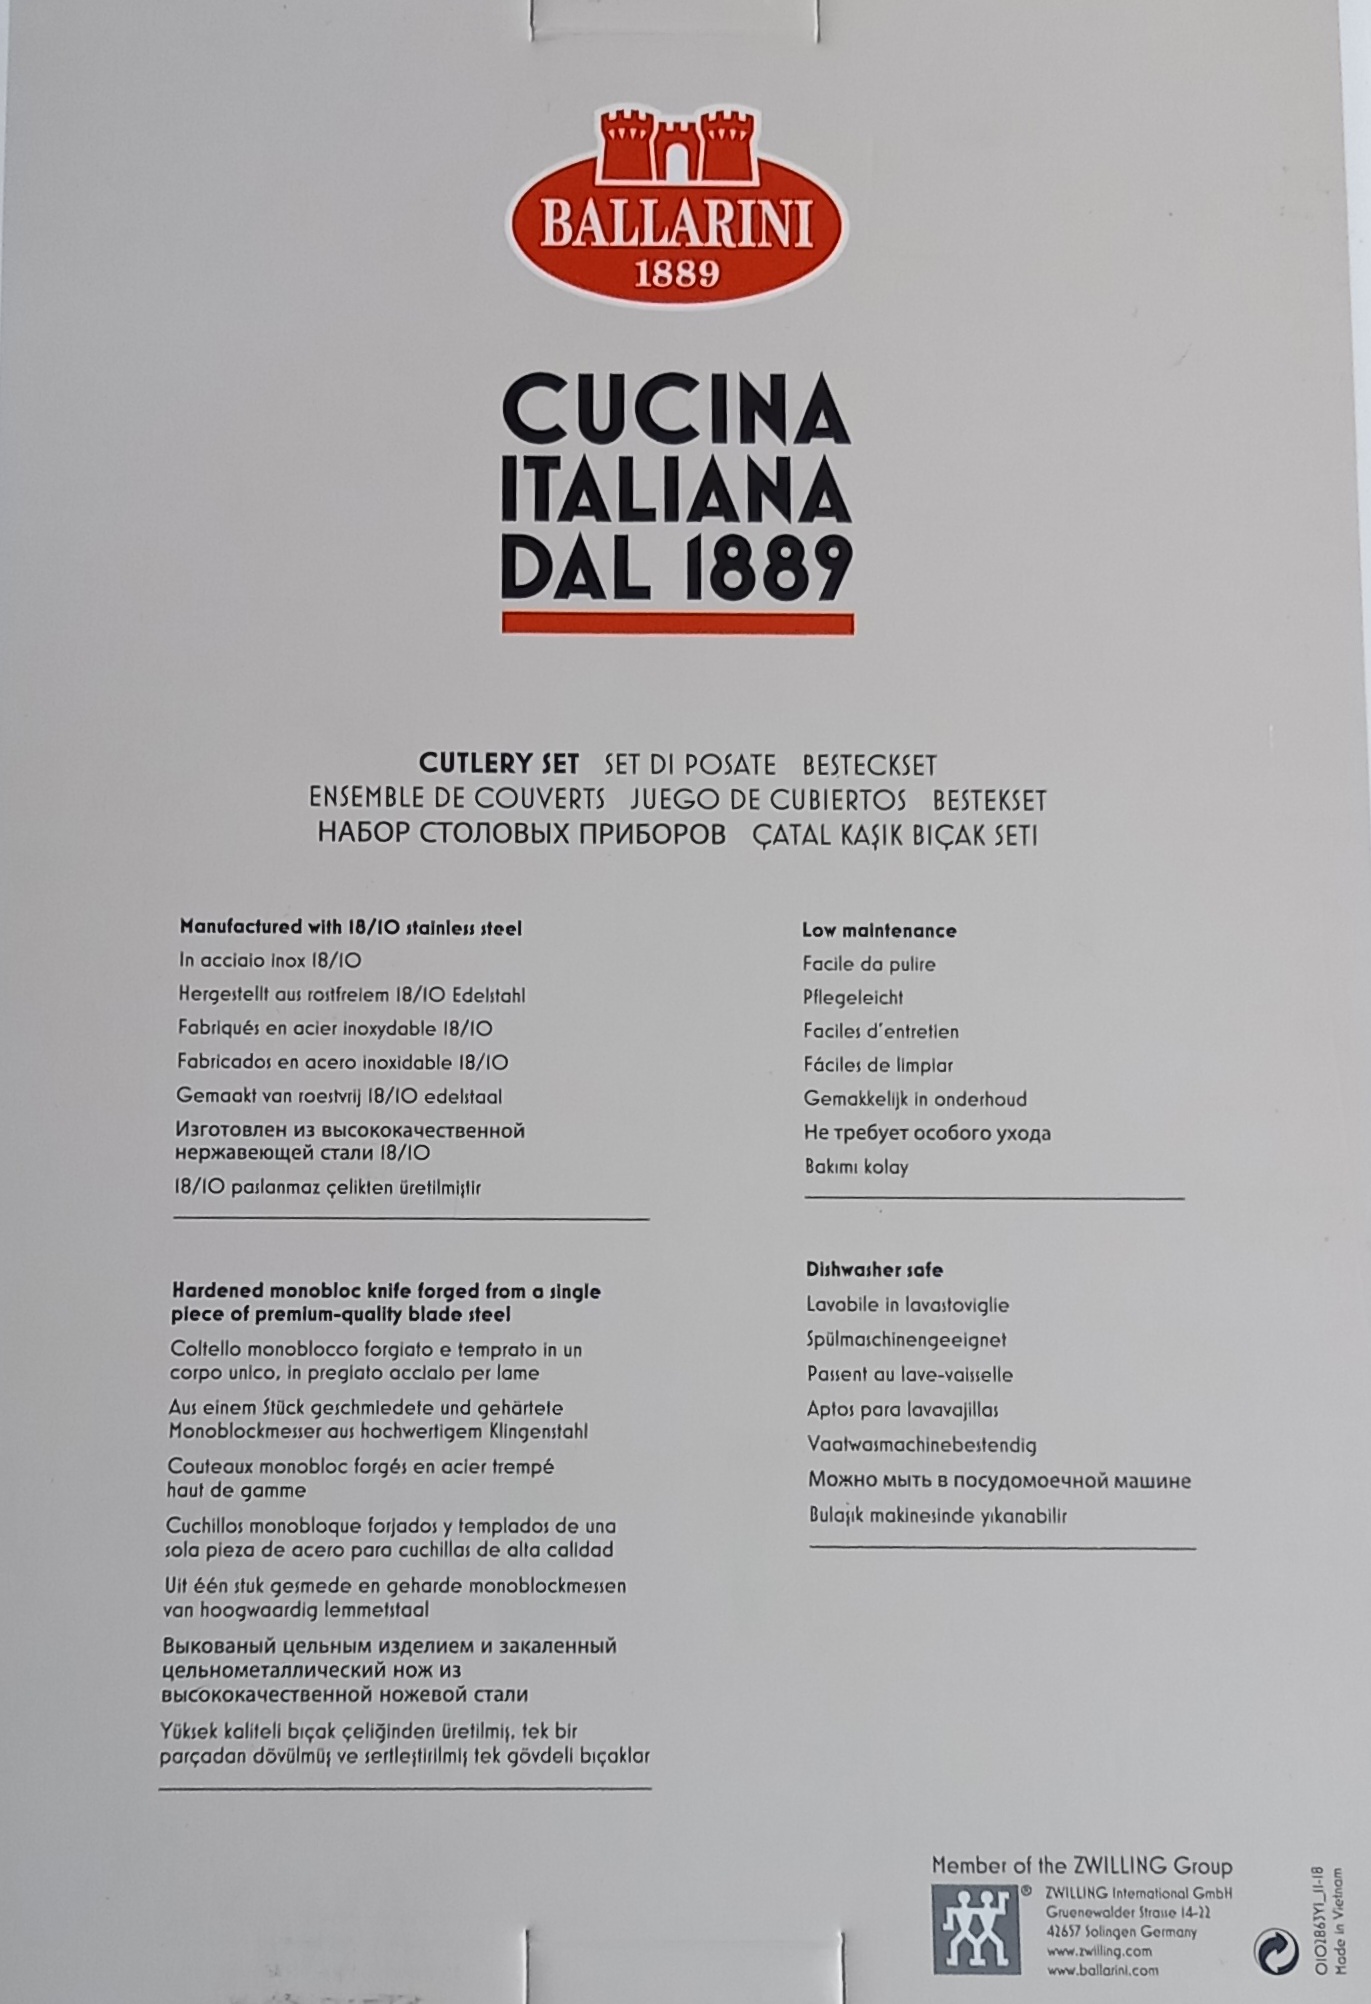 BALLARINI
1889
CUCINA
ITALIANA
DAL 1889
CUTLERY SET SET DI POSATE BESTECKSET
ENSEMBLE DE COUVERTS JUEGO DE CUBIERTOS BESTEKSET
НАБОР СТОЛОВЫХ ПРИБОРОВ ÇATAL KAŞIK BIÇAK SETI
Manufactured with 18/10 stainless steel
In acciaio inox 18/10
Hergestellt aus rostfreiem 18/10 Edelstahl
Fabriqués en acier inoxydable 18/10
Fabricados en acero inoxidable 18/10
Gemaakt van roestvrij 18/10 edelstaal
Изготовлен из высококачественной
нержавеющей стали 18/10
18/10 paslanmaz çelikten üretilmiştir
Hardened monobloc knife forged from a single
piece of premium-quality blade steel
Coltello monoblocco forgiato e temprato in un
corpo unico, in pregiato acciaio per lame
Aus einem Stück geschmiedete und gehärtete
Monoblockmesser aus hochwertigem Klingenstahl
Couteaux monobloc forgés en acier trempé
haut de gamme
Cuchillos monobloque forjados y templados de una
sola pieza de acero para cuchillas de alta calidad
Uit één stuk gesmede en geharde monoblockmessen
van hoogwaardig lemmetstaal
Выкованый цельным изделием и закаленный
цельнометаллический нож из
высококачественной ножевой стали
Yüksek kaliteli bıçak çeliğinden üretilmiş, tek bir
parçadan dövülmüş ve sertleştirilmiş tek gövdeli bıçaklar
Low maintenance
Facile da pulire
Pflegeleicht
Faciles d'entretien
Fáciles de limpiar
Gemakkelijk in onderhoud
Не требует особого ухода
Bakımı kolay
Dishwasher safe
Lavabile in lavastoviglie
Spülmaschinengeeignet
Passent au lave-vaisselle
Aptos para lavavajillas
Vaatwasmachinebestendig
Можно мыть в посудомоечной машине
Bulaşık makinesinde yıkanabilir
Member of the ZWILLING Group
®
ZWILLING International GmbH
Gruenewalder Strasse 14-22
42657 Solingen Germany
www.zwilling.com
www.ballarini.com
0102863Y1_11-18
Made in Vietnam